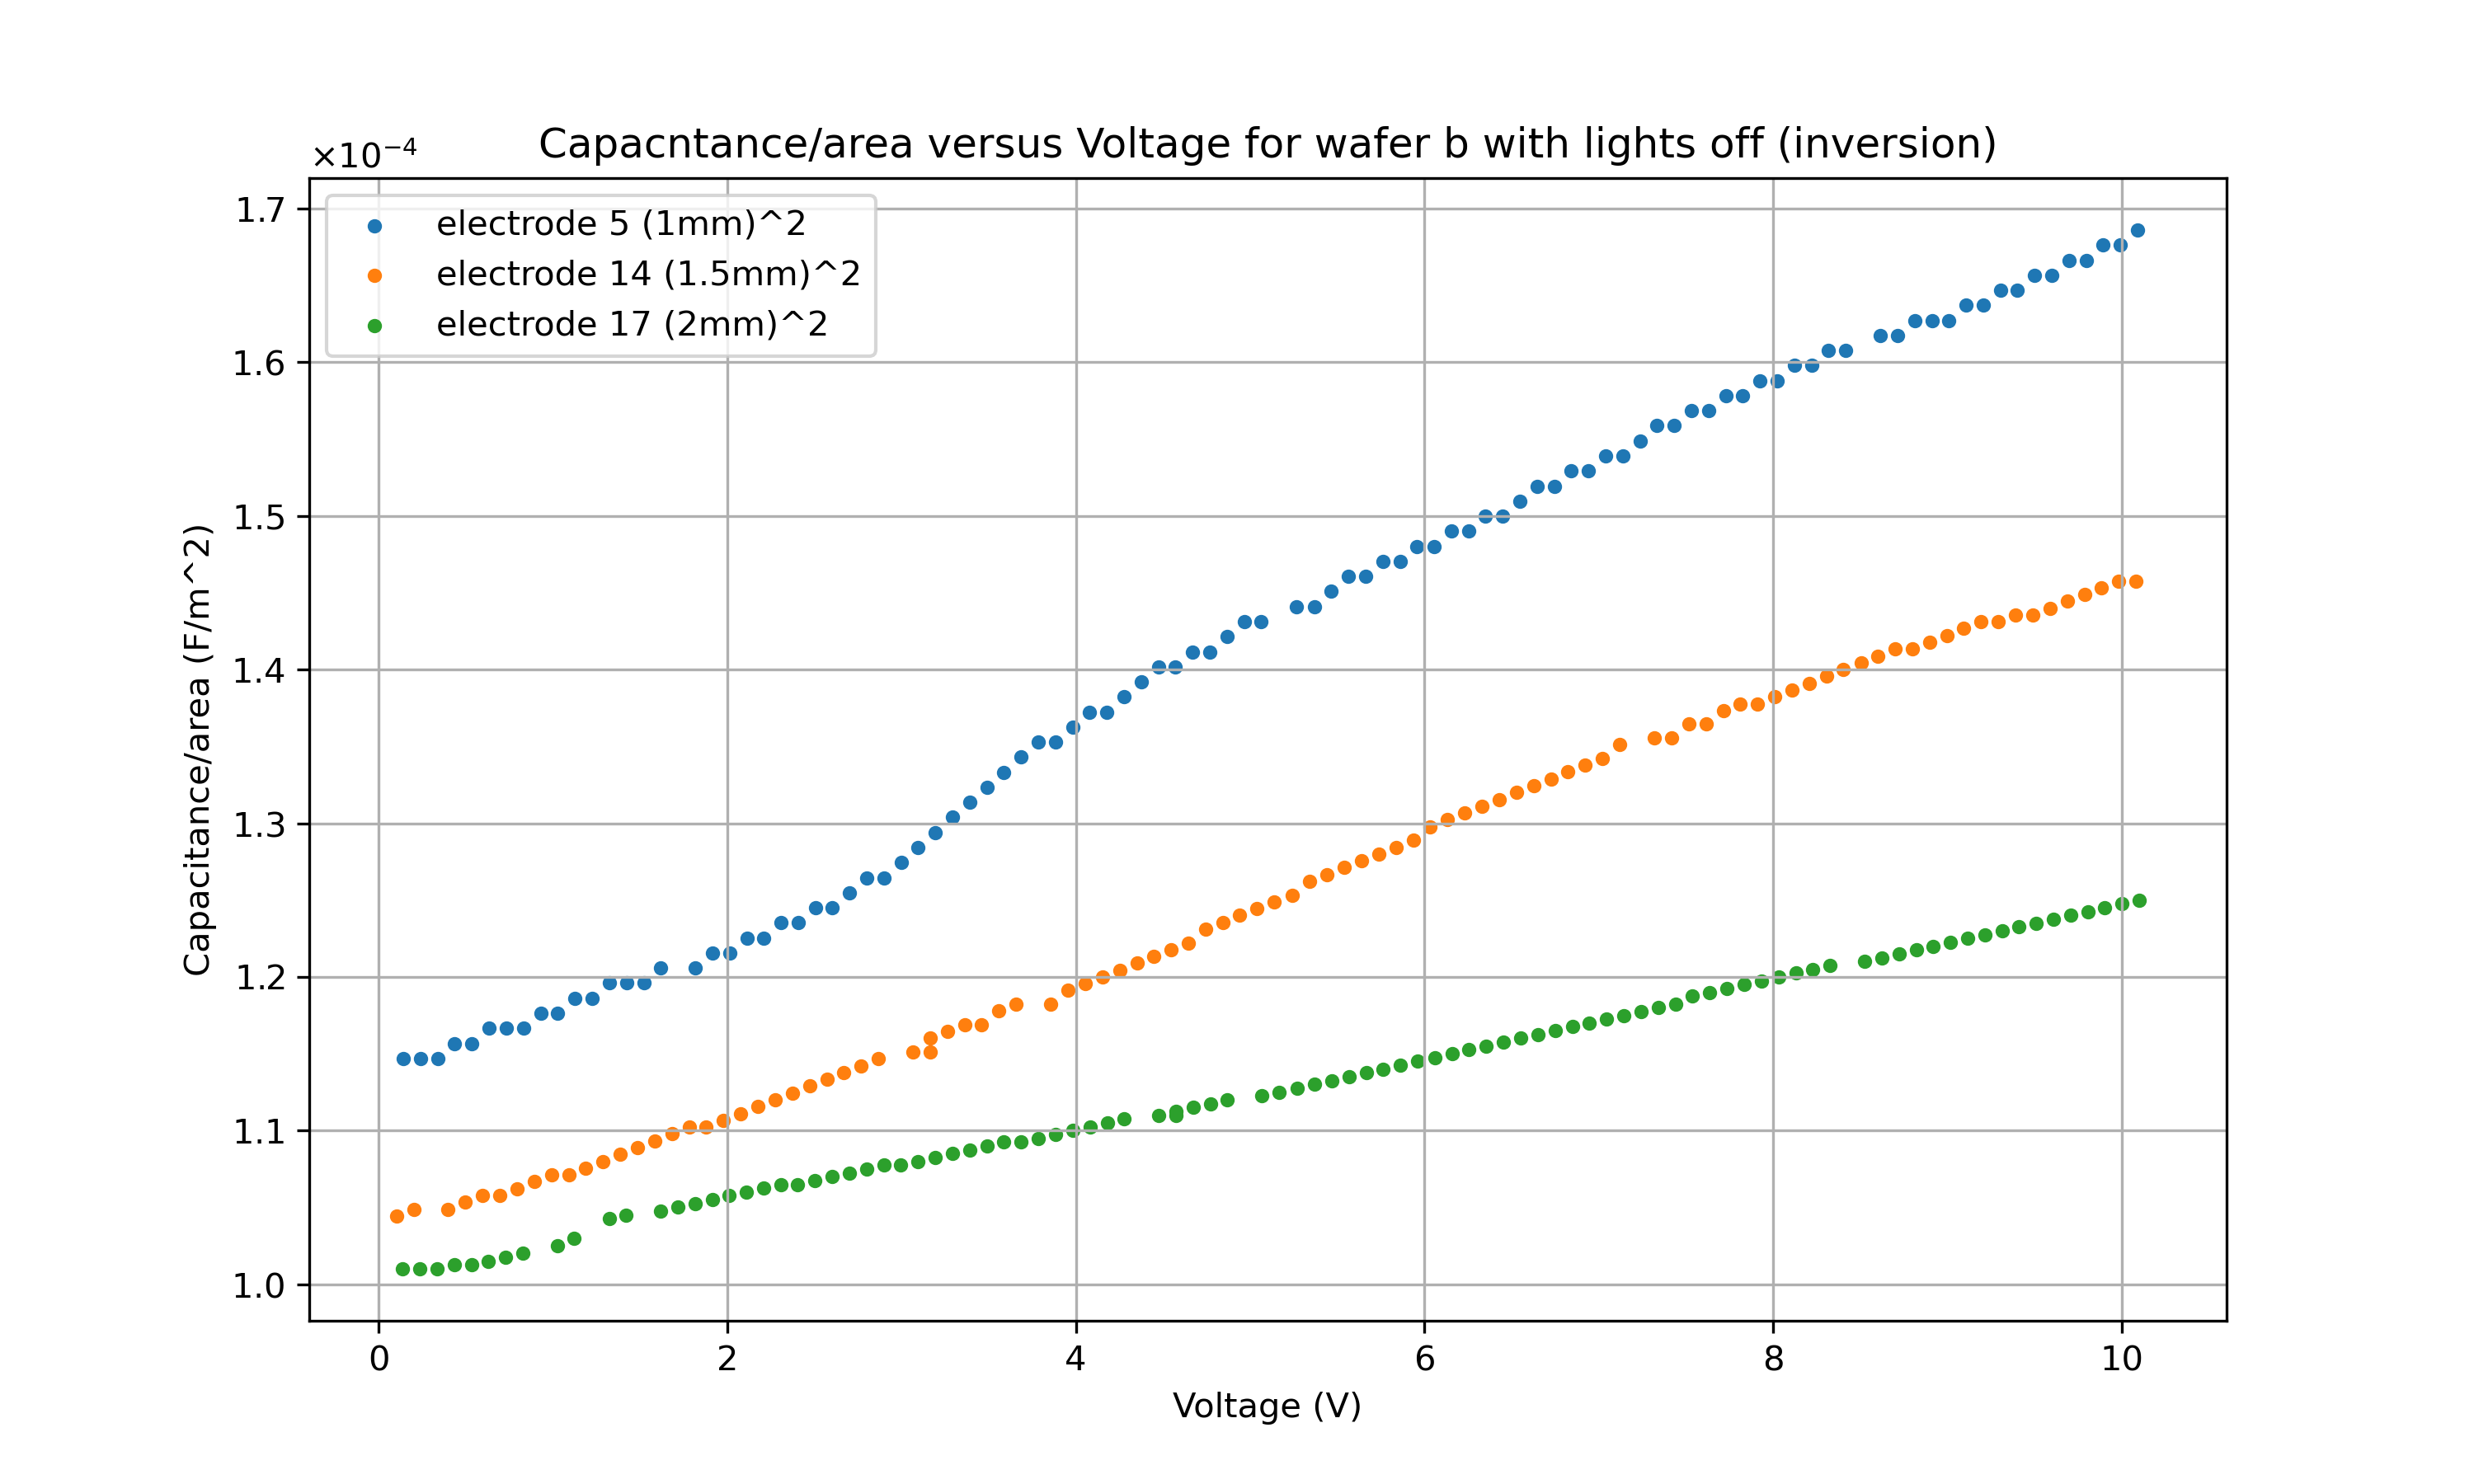 Capacntance/area versus Voltage for wafer b with lights off (inversion)
×10⁻⁴
electrode 5 (1mm)^2
electrode 14 (1.5mm)^2
electrode 17 (2mm)^2
Capacitance/area (F/m^2)
1.7
1.6
1.5
1.4
1.3
1.2
1.1
1.0
0 2 4 6 8 10
Voltage (V)